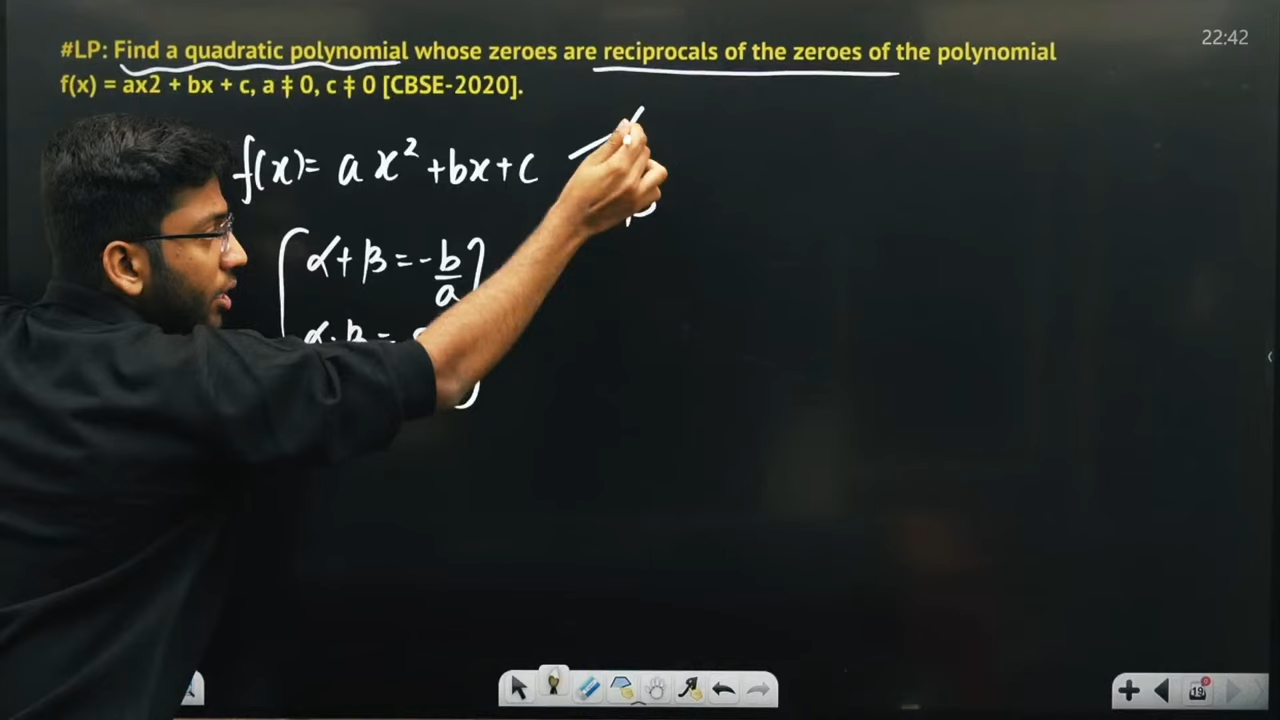 22:42
#LP: Find a quadratic polynomial whose zeroes are reciprocals of the zeroes of the polynomial
f(x) = ax2 + bx + c, a ‡ 0, c ‡ 0 [CBSE-2020].
f(x)= ax² +bx+c
α+β=-b/a
α.β=
19